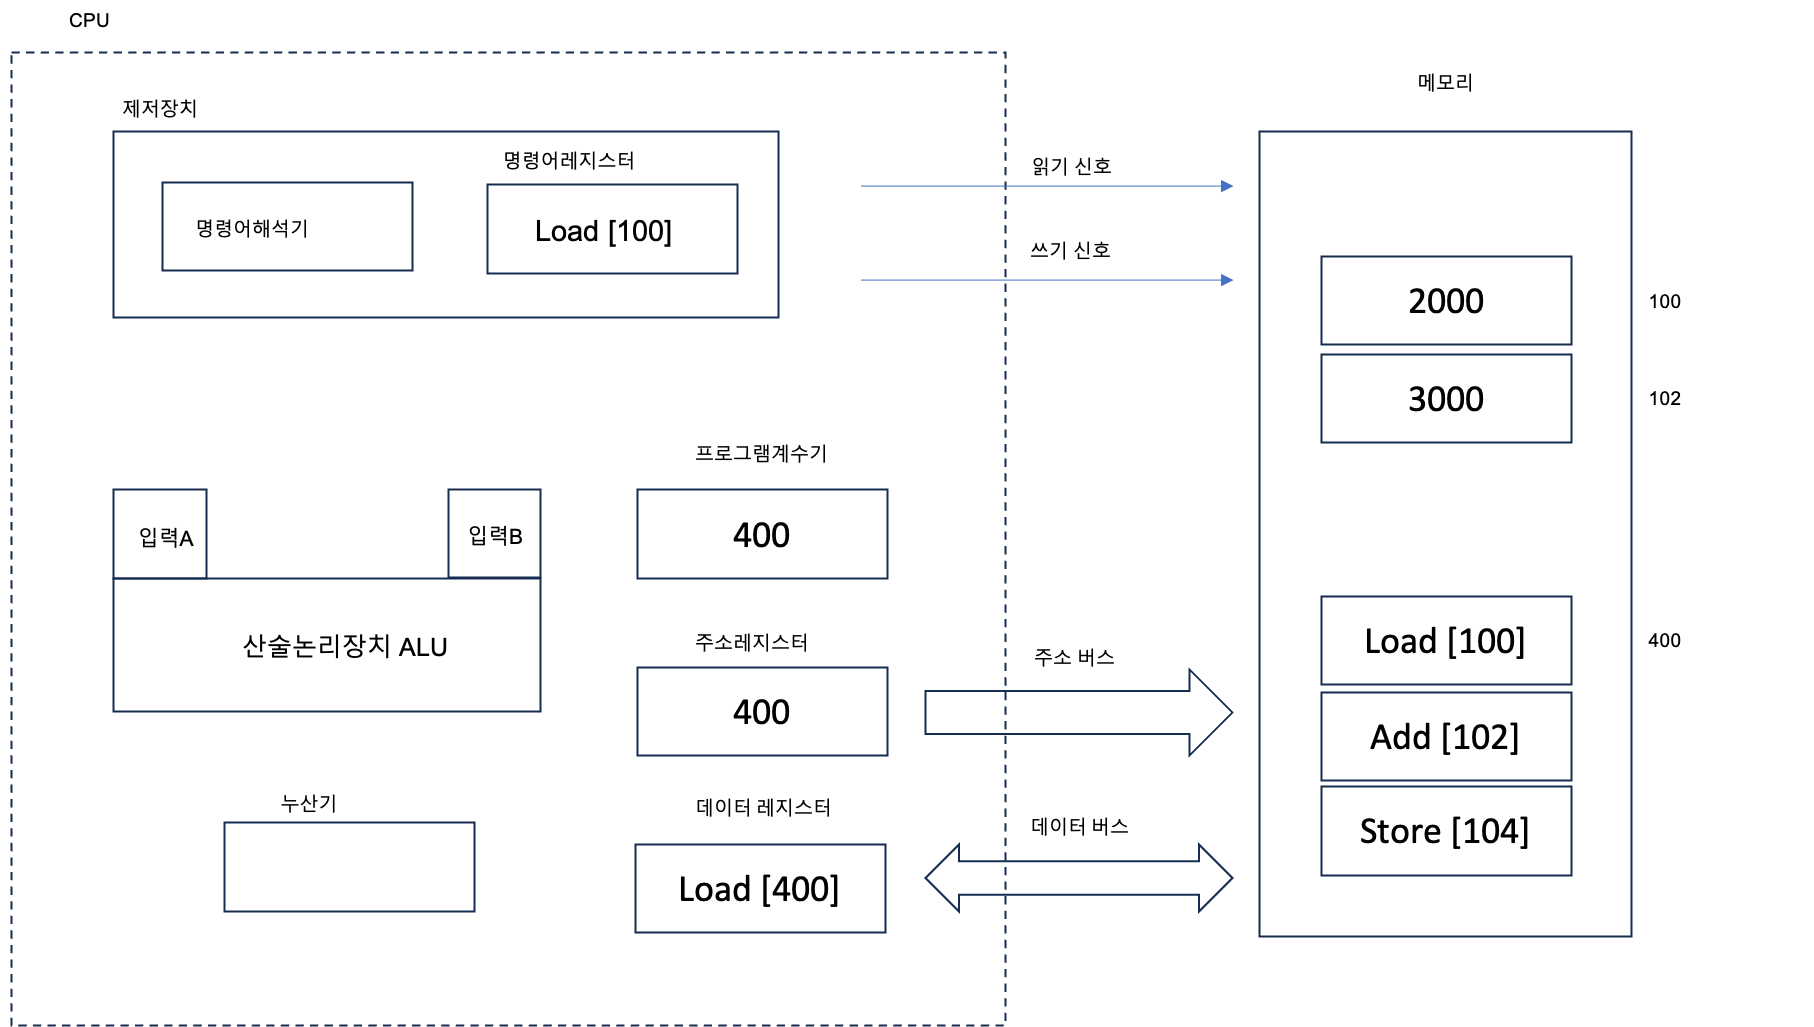 CPU
메모리
제저장치
명령어레지스터
읽기 신호
명령어해석기
Load [100]
쓰기 신호
2000
100
3000
102
프로그램계수기
입력A
입력B
400
산술논리장치 ALU
주소레지스터
400
주소 버스
Load [100]
400
Add [102]
누산기
데이터 레지스터
데이터 버스
Load [400]
Store [104]